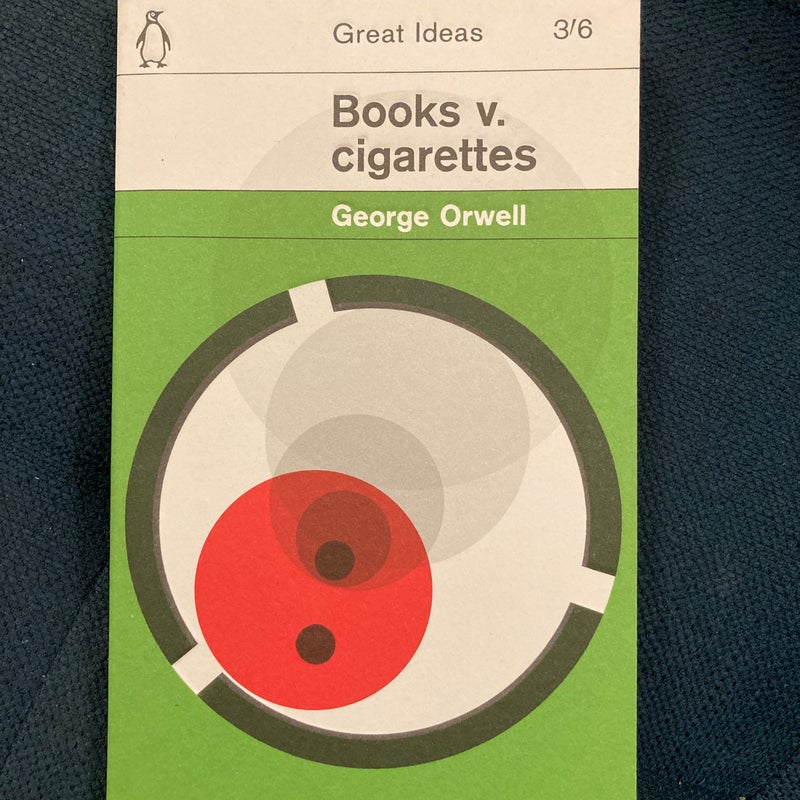 Great Ideas 3/6
Books v.
cigarettes
George Orwell